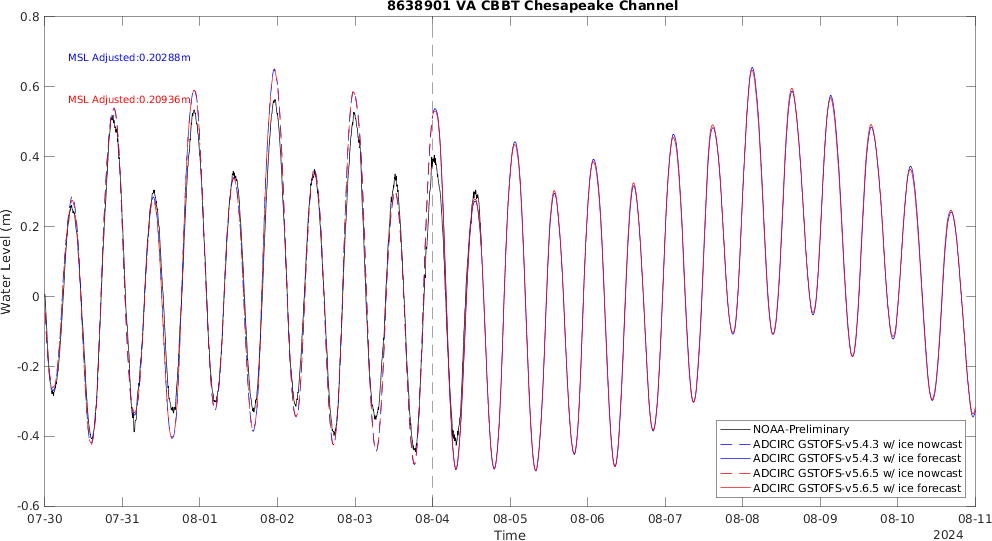 8638901 VA CBBT Chesapeake Channel
0.8
0.6
0.4
0.2
0
-0.2
-0.4
-0.6
Water Level (m)
MSL Adjusted:0.20288m
MSL Adjusted:0.20936m
NOAA-Preliminary
ADCIRC GSTOFS-v5.4.3 w/ ice nowcast
ADCIRC GSTOFS-v5.4.3 w/ ice forecast
ADCIRC GSTOFS-v5.6.5 w/ ice nowcast
ADCIRC GSTOFS-v5.6.5 w/ ice forecast
07-30 07-31 08-01 08-02 08-03 08-04 08-05 08-06 08-07 08-08 08-09 08-10 08-11
Time
2024